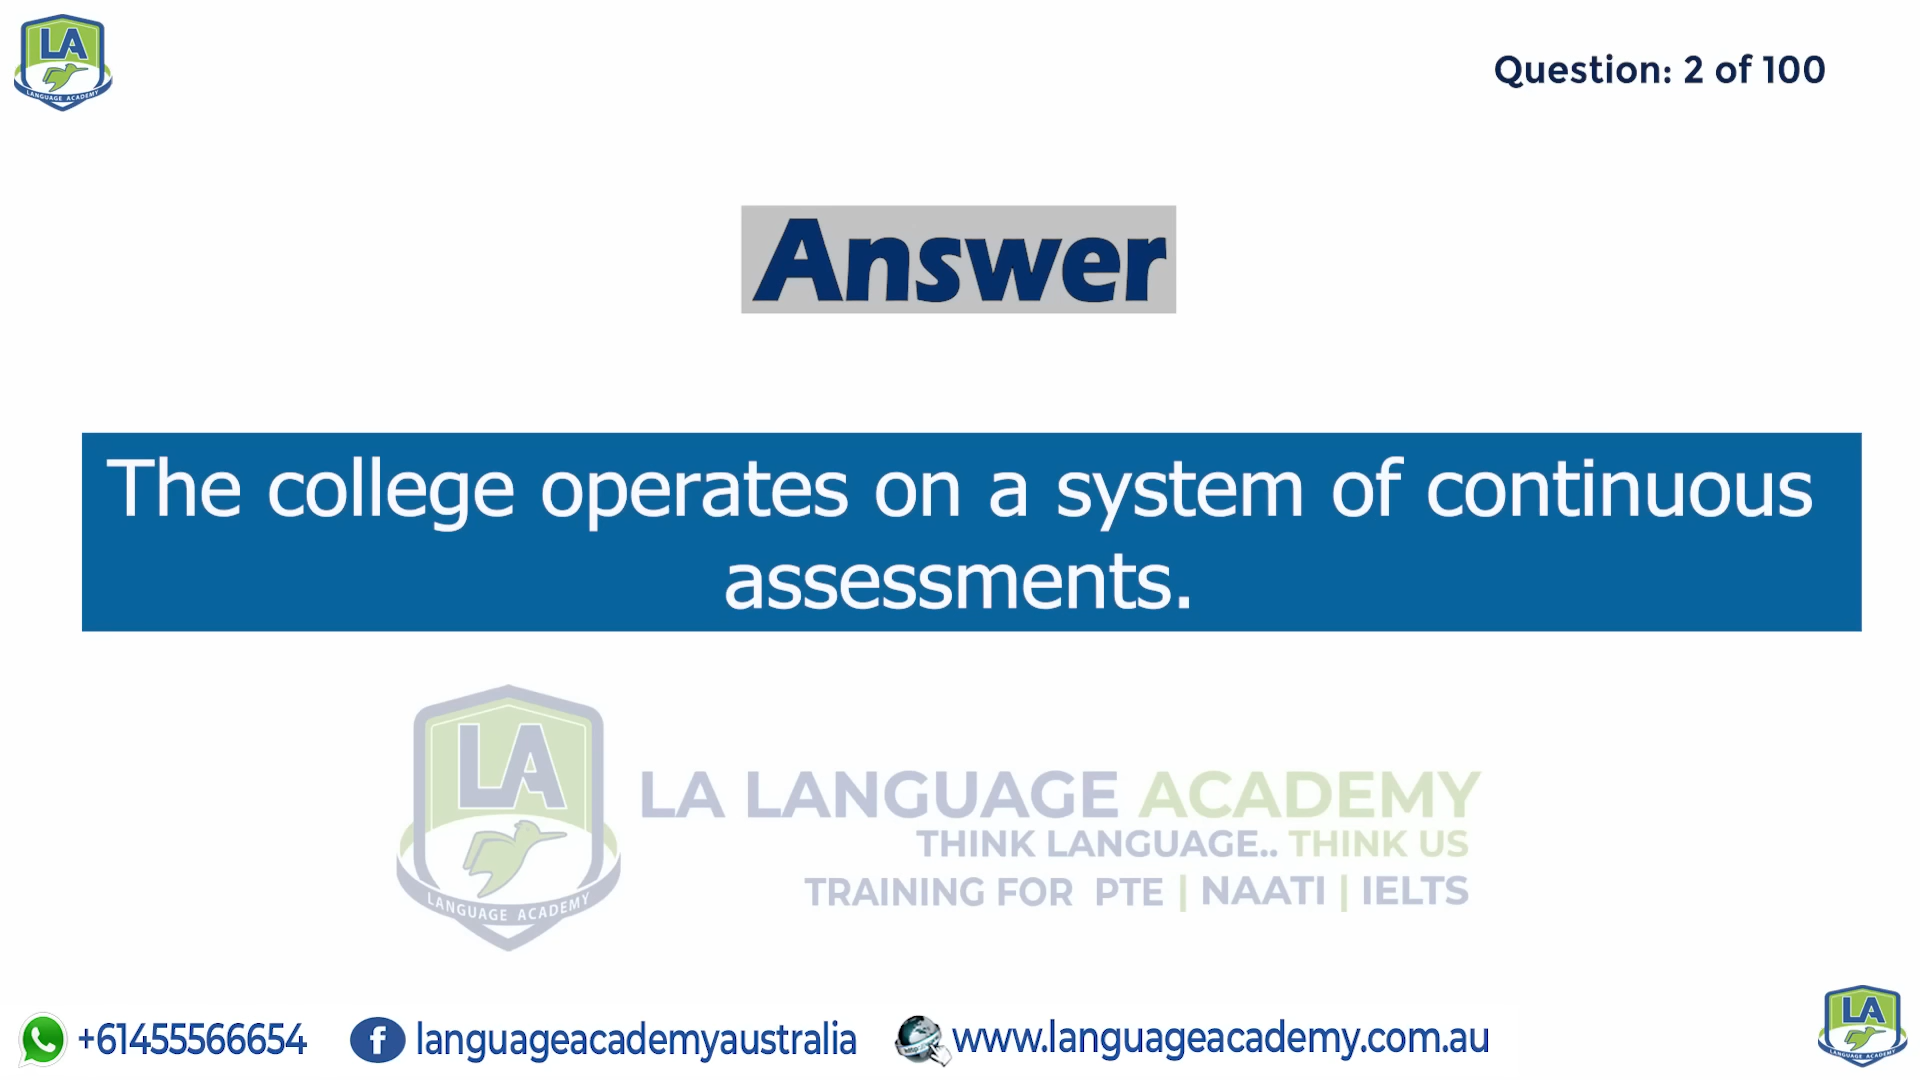 LA
LANGUAGE ACADEMY
Question: 2 of 100
Answer
The college operates on a system of continuous
assessments.
LA
LANGUAGE ACADEMY
LA LANGUAGE ACADEMY
THINK LANGUAGE.. THINK US
TRAINING FOR PTE | NAATI | IELTS
+61455566654
f languageacademyaustralia
www.languageacademy.com.au
LA
LANGUAGE ACADEMY